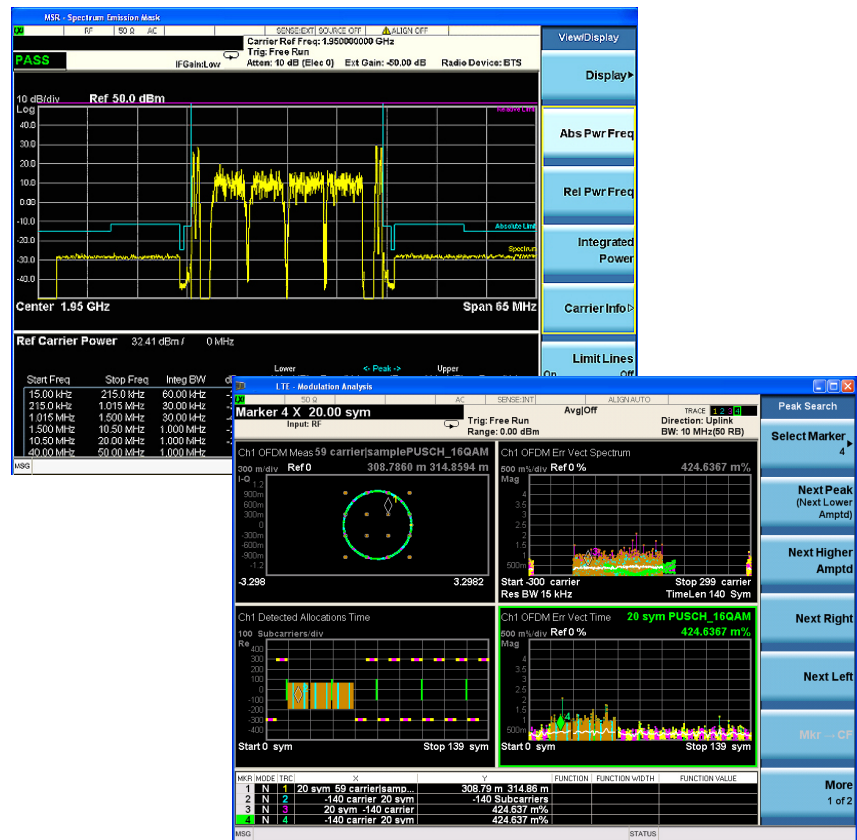 MSR - Spectrum Emission Mask
RF 50 Ω AC SENSE:EXT SOURCE OFF ALIGN OFF
Carrier Ref Freq: 1.950000000 GHz
Trig: Free Run
PASS IFGain:Low Atten: 10 dB (Elec 0) Ext Gain: -50.00 dB Radio Device: BTS
10 dB/div Ref 50.0 dBm
Log
Relative Limit
40.0
30.0
20.0
10.0
0.00
-10.0
Absolute Limit
-20.0
Spectrum
-30.0
-40.0
Center 1.95 GHz Span 65 MHz
Ref Carrier Power 32.41 dBm / 0 MHz
Lower <- Peak -> Upper
Start Freq Stop Freq Integ BW
15.00 kHz 215.0 kHz 60.00 kHz
215.0 kHz 1.015 MHz 30.00 kHz
1.015 MHz 1.500 MHz 30.00 kHz
1.500 MHz 10.50 MHz 1.000 MHz
10.50 MHz 20.00 MHz 1.000 MHz
40.00 MHz 50.00 MHz 1.000 MHz
MSG
View/Display
Display
Abs Pwr Freq
Rel Pwr Freq
Integrated
Power
Carrier Info
Limit Lines
On Off
LTE - Modulation Analysis
50 Ω AC SENSE:INT ALIGN AUTO
Marker 4 X 20.00 sym
Input: RF
Trig: Free Run
Range: 0.00 dBm
Avg|Off
TRACE 1 2 3 4
Direction: Uplink
BW: 10 MHz(50 RB)
Ch1 OFDM Meas 59 carrier|samplePUSCH_16QAM
300 m/div Ref 0 308.7860 m 314.8594 m
I-Q
1.2
900m
600m
300m
0
-300m
-600m
-900m
-1.2
-3.298 3.2982
Ch1 OFDM Err Vect Spectrum
500 m%/div Ref 0 % 424.6367 m%
Mag
4
3.5
3
2.5
2
1.5
1
500m
Start -300 carrier Stop 299 carrier
Res BW 15 kHz TimeLen 140 Sym
Ch1 Detected Allocations Time
100 Subcarriers/div
Re
400
300
200
100
0
-100
-200
-300
-400
Start 0 sym Stop 139 sym
Ch1 OFDM Err Vect Time 20 sym PUSCH_16QAM
500 m%/div Ref 0 % 424.6367 m%
Mag
4
3.5
3
2.5
2
1.5
1
500m
4
Start 0 sym Stop 139 sym
MKR MODE TRC X Y FUNCTION FUNCTION WIDTH FUNCTION VALUE
1 N 1 20 sym 59 carrier|samp... 308.79 m 314.86 m
2 N 2 -140 carrier 20 sym -140 Subcarriers
3 N 3 20 sym -140 carrier 424.637 m%
4 N 4 -140 carrier 20 sym 424.637 m%
MSG STATUS
Peak Search
Select Marker
4
Next Peak
(Next Lower
Amptd)
Next Higher
Amptd
Next Right
Next Left
Mkr → CF
More
1 of 2